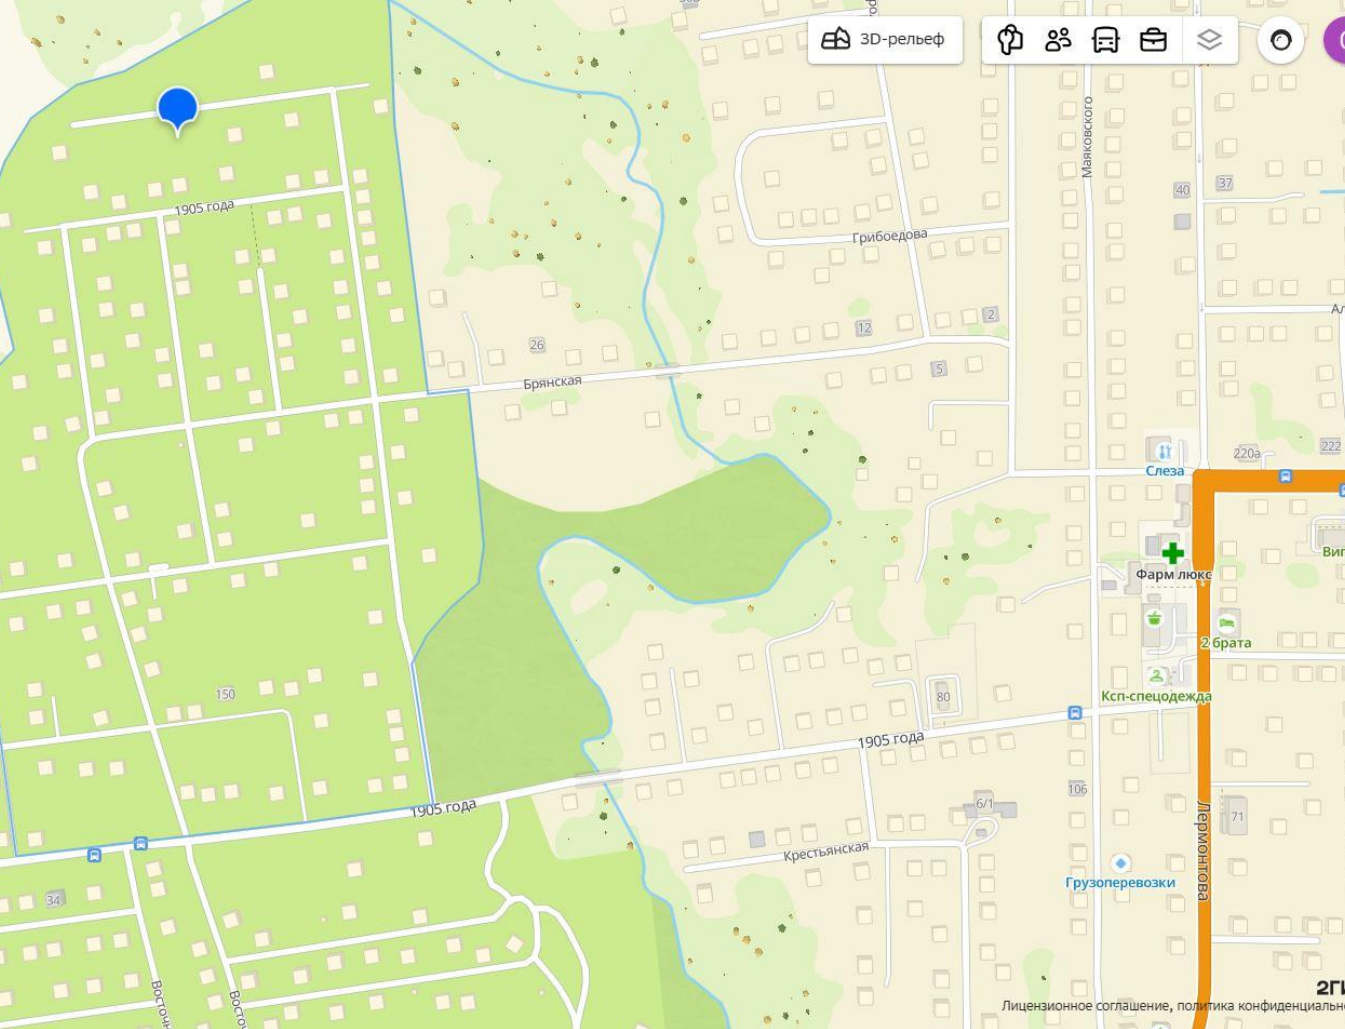 3D-рельеф
Маяковского
40
37
1905 года
Грибоедова
26
12
2
5
Брянская
Слеза
220а
222
Фарм люкс
2 брата
Ксп-спецодежда
150
80
1905 года
1905 года
106
6/1
71
Крестьянская
Лермонтова
Грузоперевозки
34
Лицензионное соглашение, политика конфиденциально